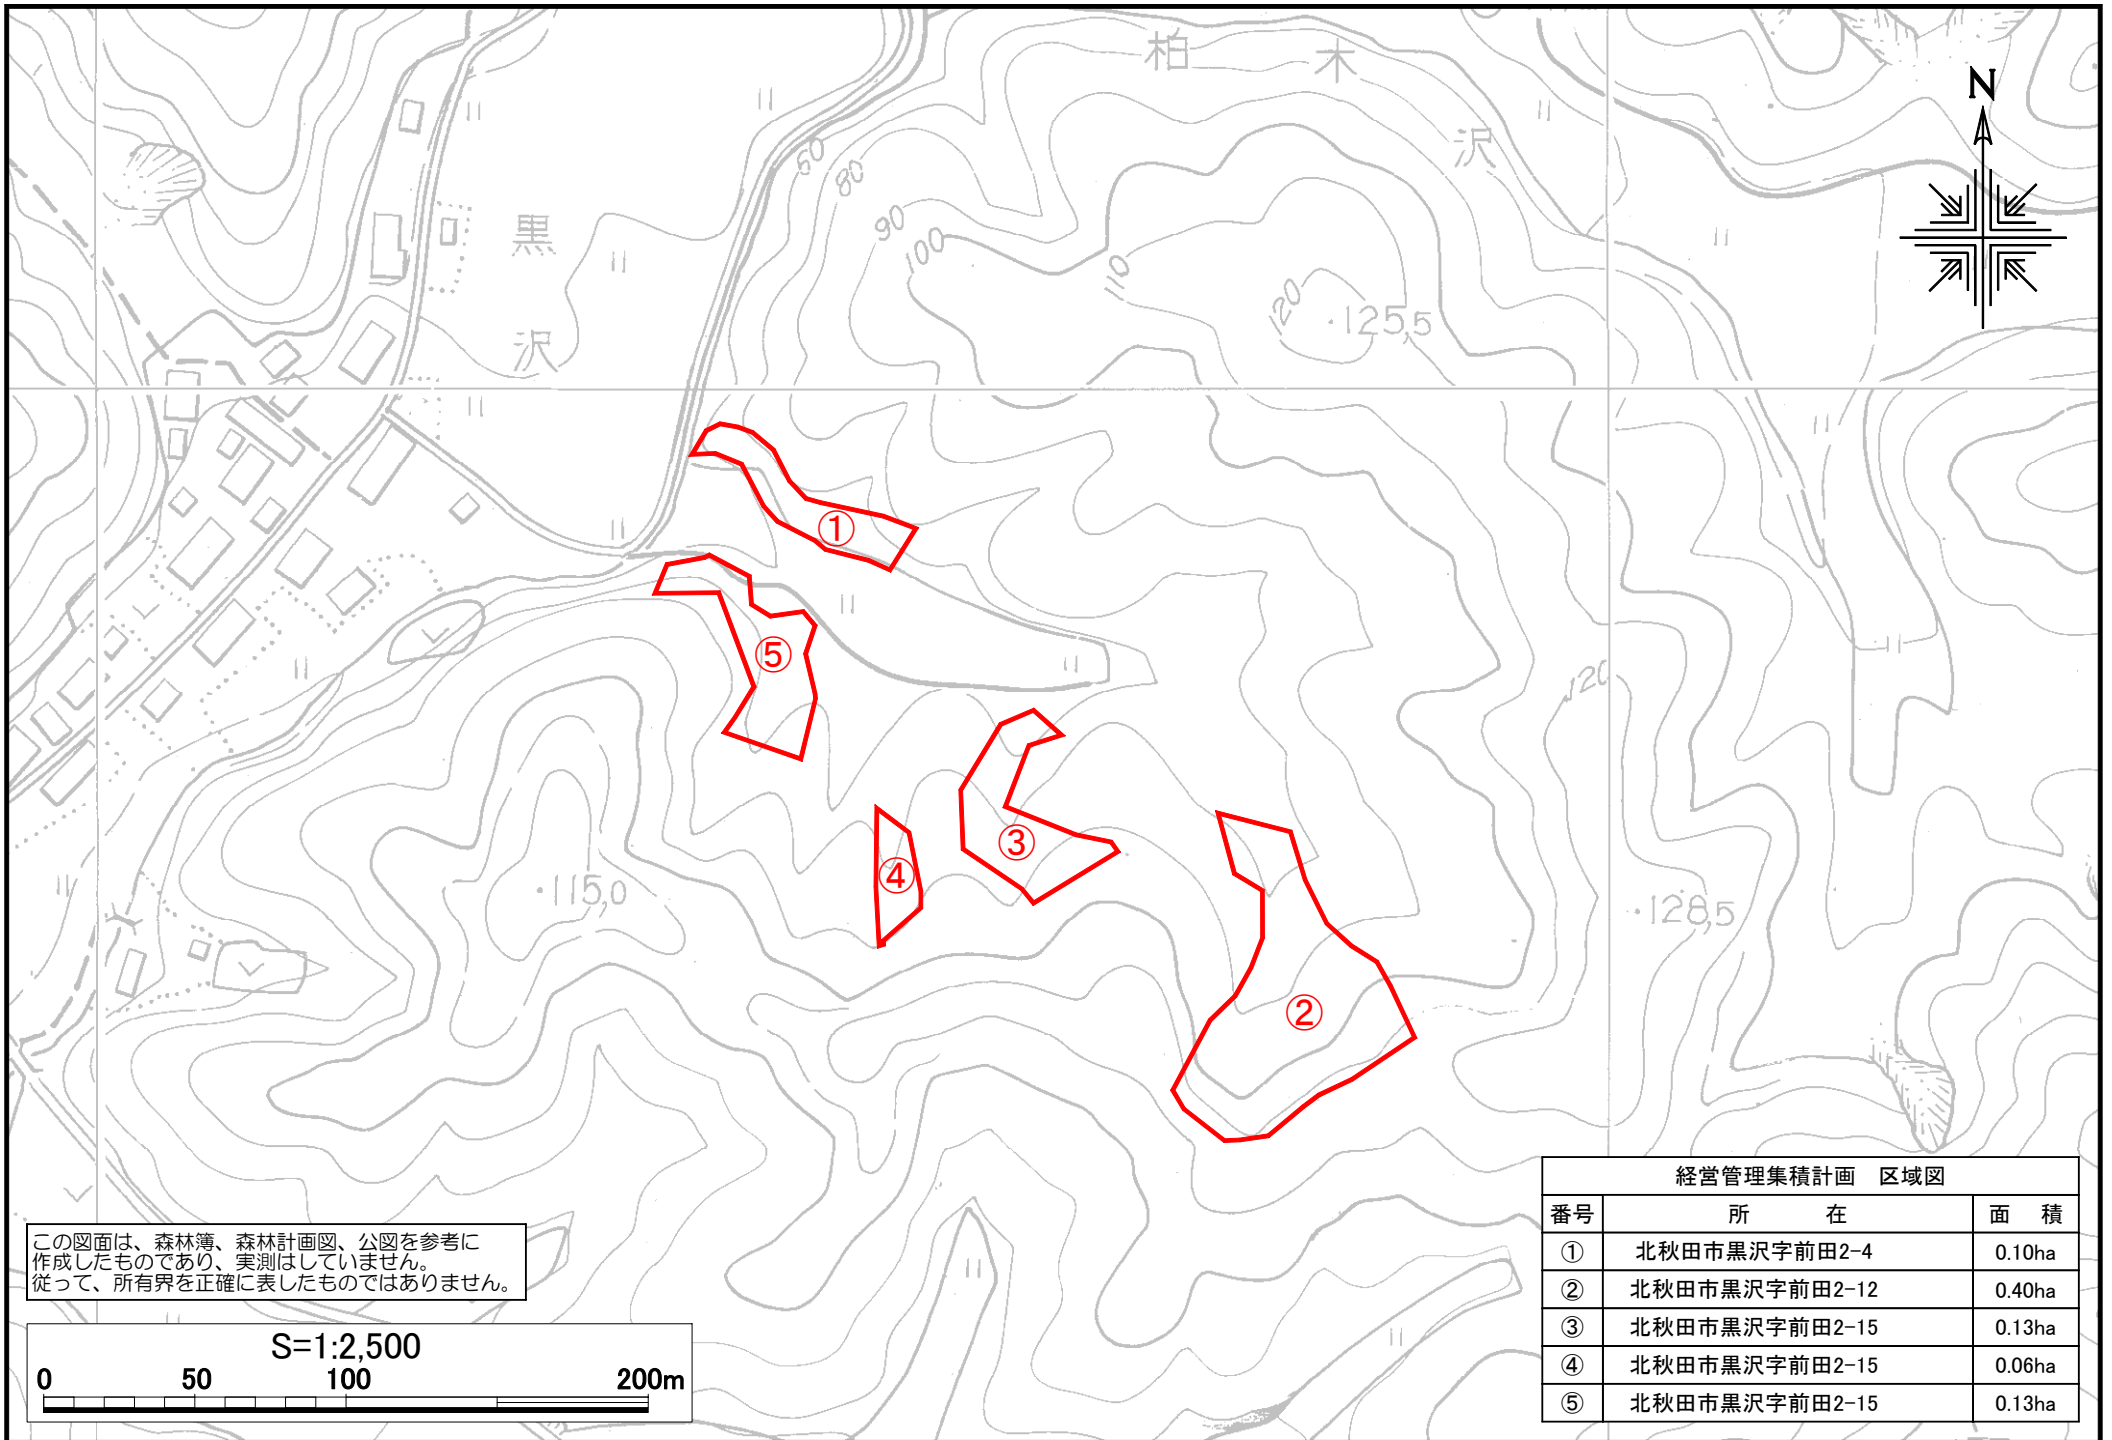 柏木沢
N
60
80
90
100
110
120
125,5
黒沢
①
⑤
③
④
②
120
115,0
128,5
この図面は、森林簿、森林計画図、公図を参考に
作成したものであり、実測はしていません。
従って、所有界を正確に表したものではありません。
S=1:2,500
0 50 100 200m
経営管理集積計画 区域図
番号 所 在 面 積
① 北秋田市黒沢字前田2-4 0.10ha
② 北秋田市黒沢字前田2-12 0.40ha
③ 北秋田市黒沢字前田2-15 0.13ha
④ 北秋田市黒沢字前田2-15 0.06ha
⑤ 北秋田市黒沢字前田2-15 0.13ha